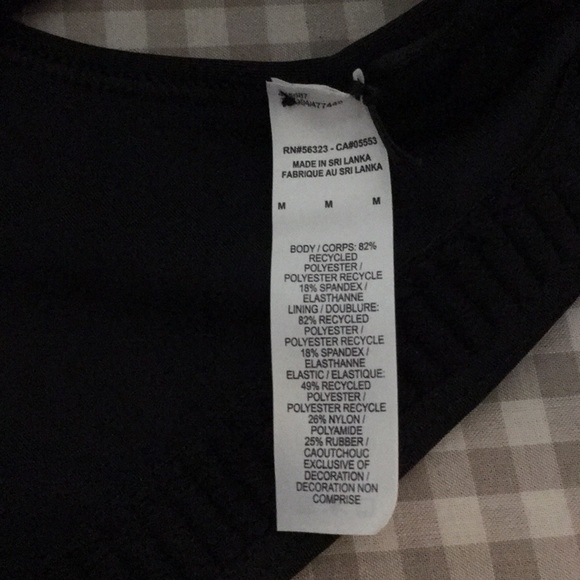 RN#56323 - CA#05553
MADE IN SRI LANKA
FABRIQUE AU SRI LANKA
M M M
BODY / CORPS: 82%
RECYCLED
POLYESTER /
POLYESTER RECYCLE
18% SPANDEX /
ELASTHANNE
LINING / DOUBLURE:
82% RECYCLED
POLYESTER /
POLYESTER RECYCLE
18% SPANDEX /
ELASTHANNE
ELASTIC / ELASTIQUE:
49% RECYCLED
POLYESTER /
POLYESTER RECYCLE
26% NYLON /
POLYAMIDE
25% RUBBER /
CAOUTCHOUC
EXCLUSIVE OF
DECORATION /
DECORATION NON
COMPRISE